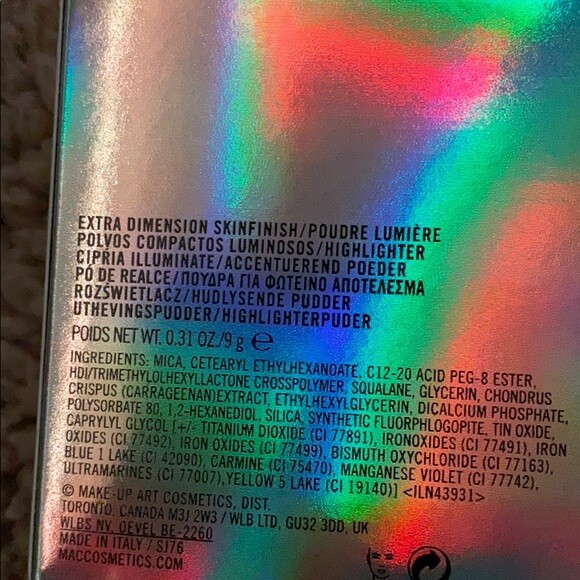 EXTRA DIMENSION SKINFINISH/POUDRE LUMIÈRE
POLVOS COMPACTOS LUMINOSOS/HIGHLIGHTER
CIPRIA ILLUMINATE/ACCENTUEREND POEDER
PÓ DE REALCE/ΠΟΥΔΡΑ ΓΙΑ ΦΩΤΕΙΝΟ ΑΠΟΤΕΛΕΣΜΑ
ROZŚWIETLACZ/HUDLYSENDE PUDDER
UTHEVINGSPUDDER/HIGHLIGHTERPUDER
POIDS NET WT. 0.31 OZ./9 g ℮
INGREDIENTS: MICA, CETEARYL ETHYLHEXANOATE, C12-20 ACID PEG-8 ESTER,
HDI/TRIMETHYLOLHEXYLLACTONE CROSSPOLYMER, SQUALANE, GLYCERIN, CHONDRUS
CRISPUS (CARRAGEENAN)EXTRACT, ETHYLHEXYLGLYCERIN, DICALCIUM PHOSPHATE,
POLYSORBATE 80, 1,2-HEXANEDIOL, SILICA, SYNTHETIC FLUORPHLOGOPITE, TIN OXIDE,
CAPRYLYL GLYCOL [+/- TITANIUM DIOXIDE (CI 77891), IRONOXIDES (CI 77491), IRON
OXIDES (CI 77492), IRON OXIDES (CI 77499), BISMUTH OXYCHLORIDE (CI 77163),
BLUE 1 LAKE (CI 42090), CARMINE (CI 75470), MANGANESE VIOLET (CI 77742),
ULTRAMARINES (CI 77007),YELLOW 5 LAKE (CI 19140)] <ILN43931>
© MAKE-UP ART COSMETICS, DIST.
TORONTO. CANADA M3J 2W3 / WLB LTD, GU32 3DD, UK
WLBS NV, OEVEL BE-2260
MADE IN ITALY / SJ76
MACCOSMETICS.COM